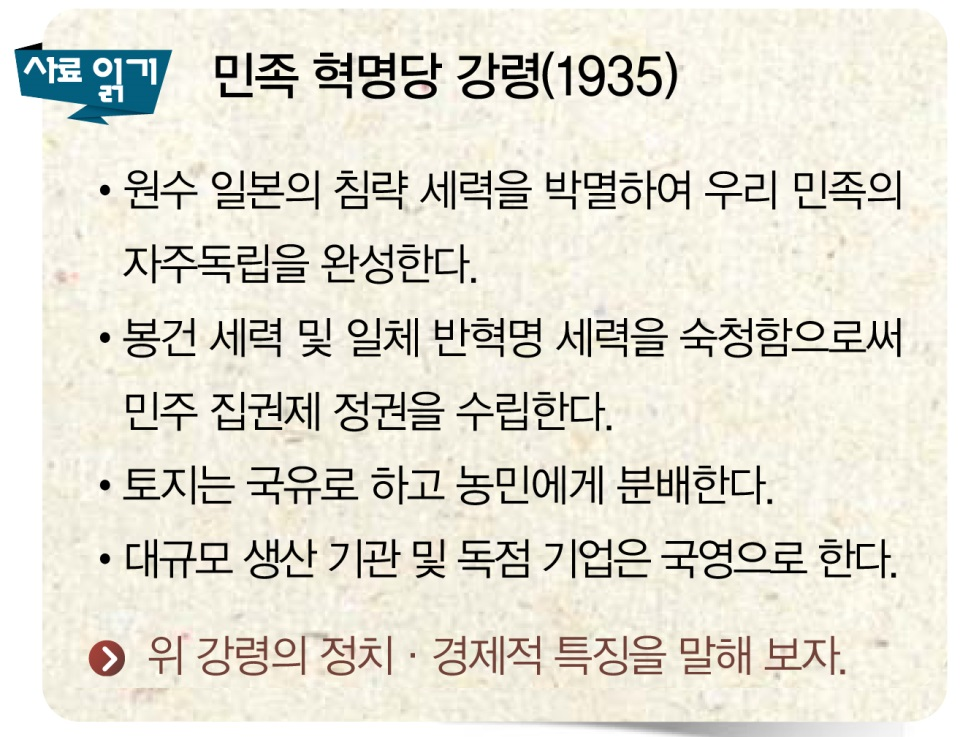 사료 읽기
민족 혁명당 강령(1935)
• 원수 일본의 침략 세력을 박멸하여 우리 민족의
자주독립을 완성한다.
• 봉건 세력 및 일체 반혁명 세력을 숙청함으로써
민주 집권제 정권을 수립한다.
• 토지는 국유로 하고 농민에게 분배한다.
• 대규모 생산 기관 및 독점 기업은 국영으로 한다.
위 강령의 정치·경제적 특징을 말해 보자.